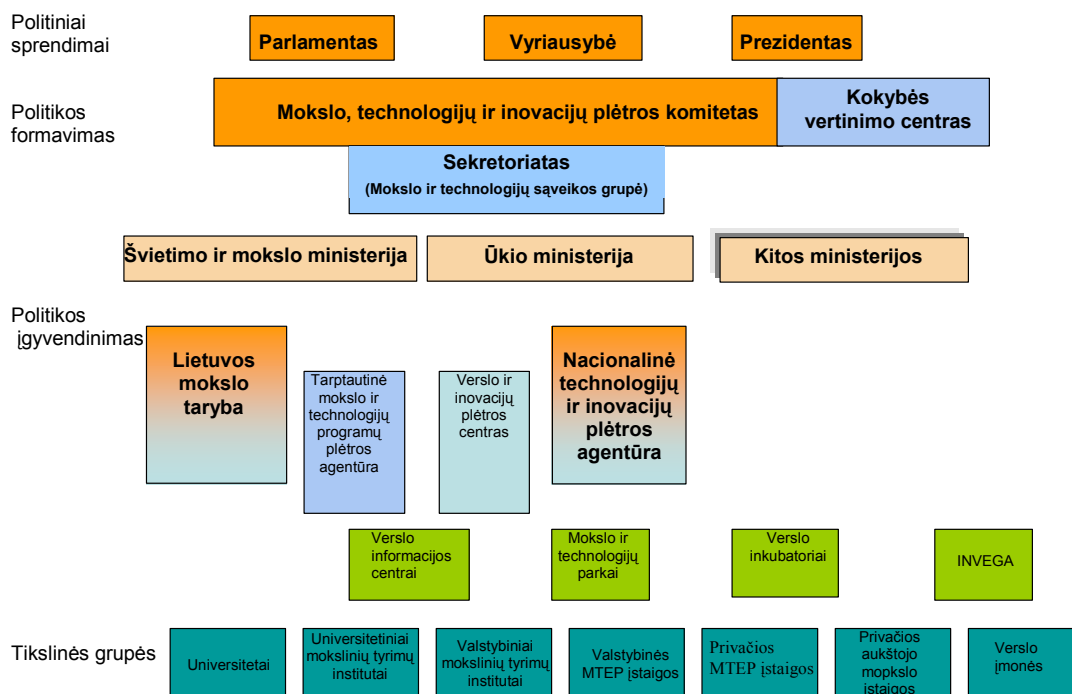 Politiniai
sprendimai
Parlamentas
Vyriausybė
Prezidentas
Politikos
formavimas
Mokslo, technologijų ir inovacijų plėtros komitetas
Kokybės
vertinimo centras
Sekretoriatas
(Mokslo ir technologijų sąveikos grupė)
Švietimo ir mokslo ministerija
Ūkio ministerija
Kitos ministerijos
Politikos
įgyvendinimas
Lietuvos
mokslo
taryba
Tarptautinė
mokslo ir
technologijų
programų
plėtros
agentūra
Verslo ir
inovacijų
plėtros
centras
Nacionalinė
technologijų
ir inovacijų
plėtros
agentūra
Verslo
informacijos
centrai
Mokslo ir
technologijų
parkai
Verslo
inkubatoriai
INVEGA
Tikslinės grupės
Universitetai
Universitetiniai
mokslinių tyrimų
institutai
Valstybiniai
mokslinių tyrimų
institutai
Valstybinės
MTEP įstaigos
Privačios
MTEP įstaigos
Privačios
aukštojo
mopkslo
įstaigos
Verslo
įmonės